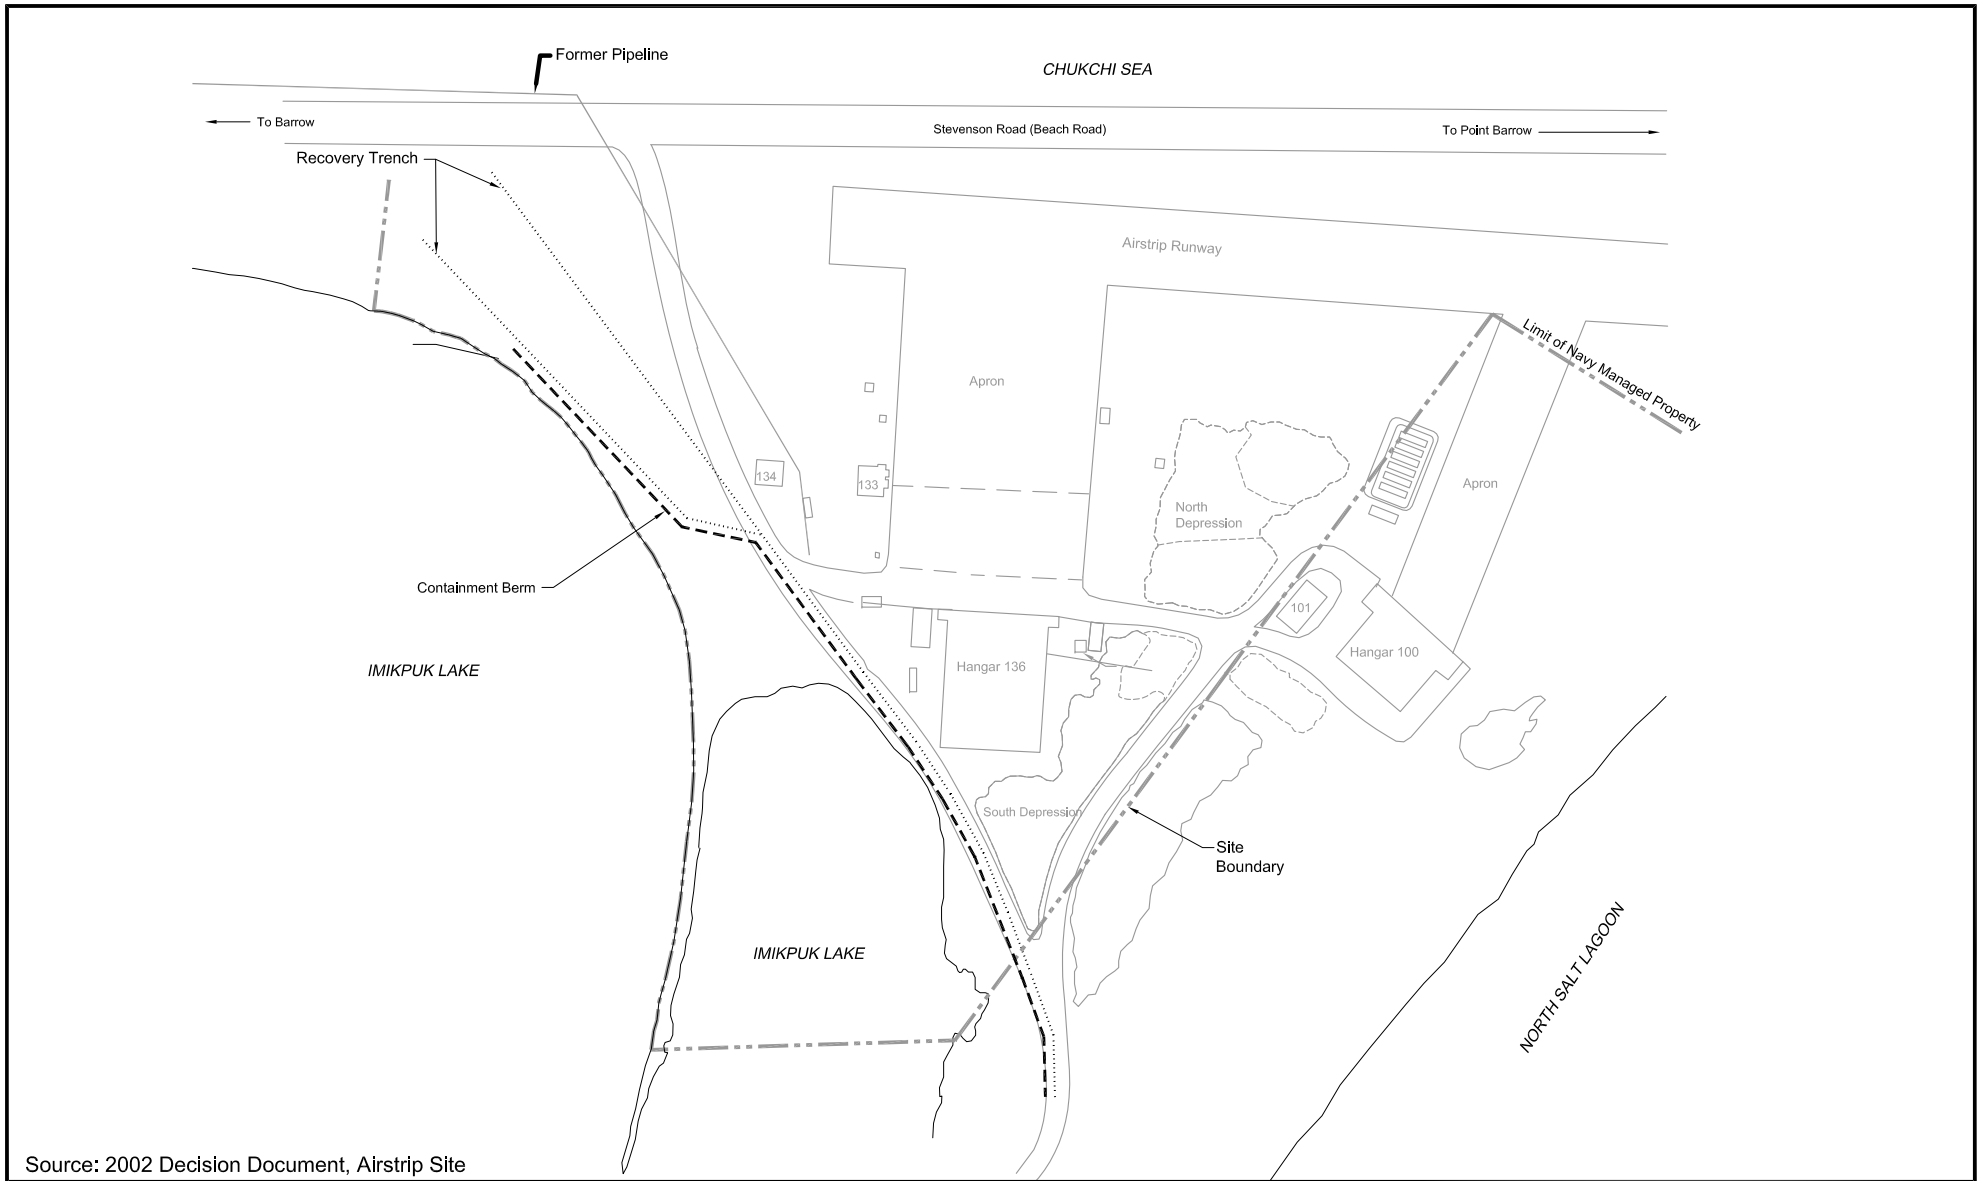 Former Pipeline
CHUKCHI SEA
To Barrow
Stevenson Road (Beach Road)
To Point Barrow
Recovery Trench
Airstrip Runway
Limit of Navy Managed Property
Apron
134
133
Apron
North
Depression
Containment Berm
101
IMIKPUK LAKE
Hangar 136
Hangar 100
South Depression
Site
Boundary
IMIKPUK LAKE
NORTH SALT LAGOON
Source: 2002 Decision Document, Airstrip Site